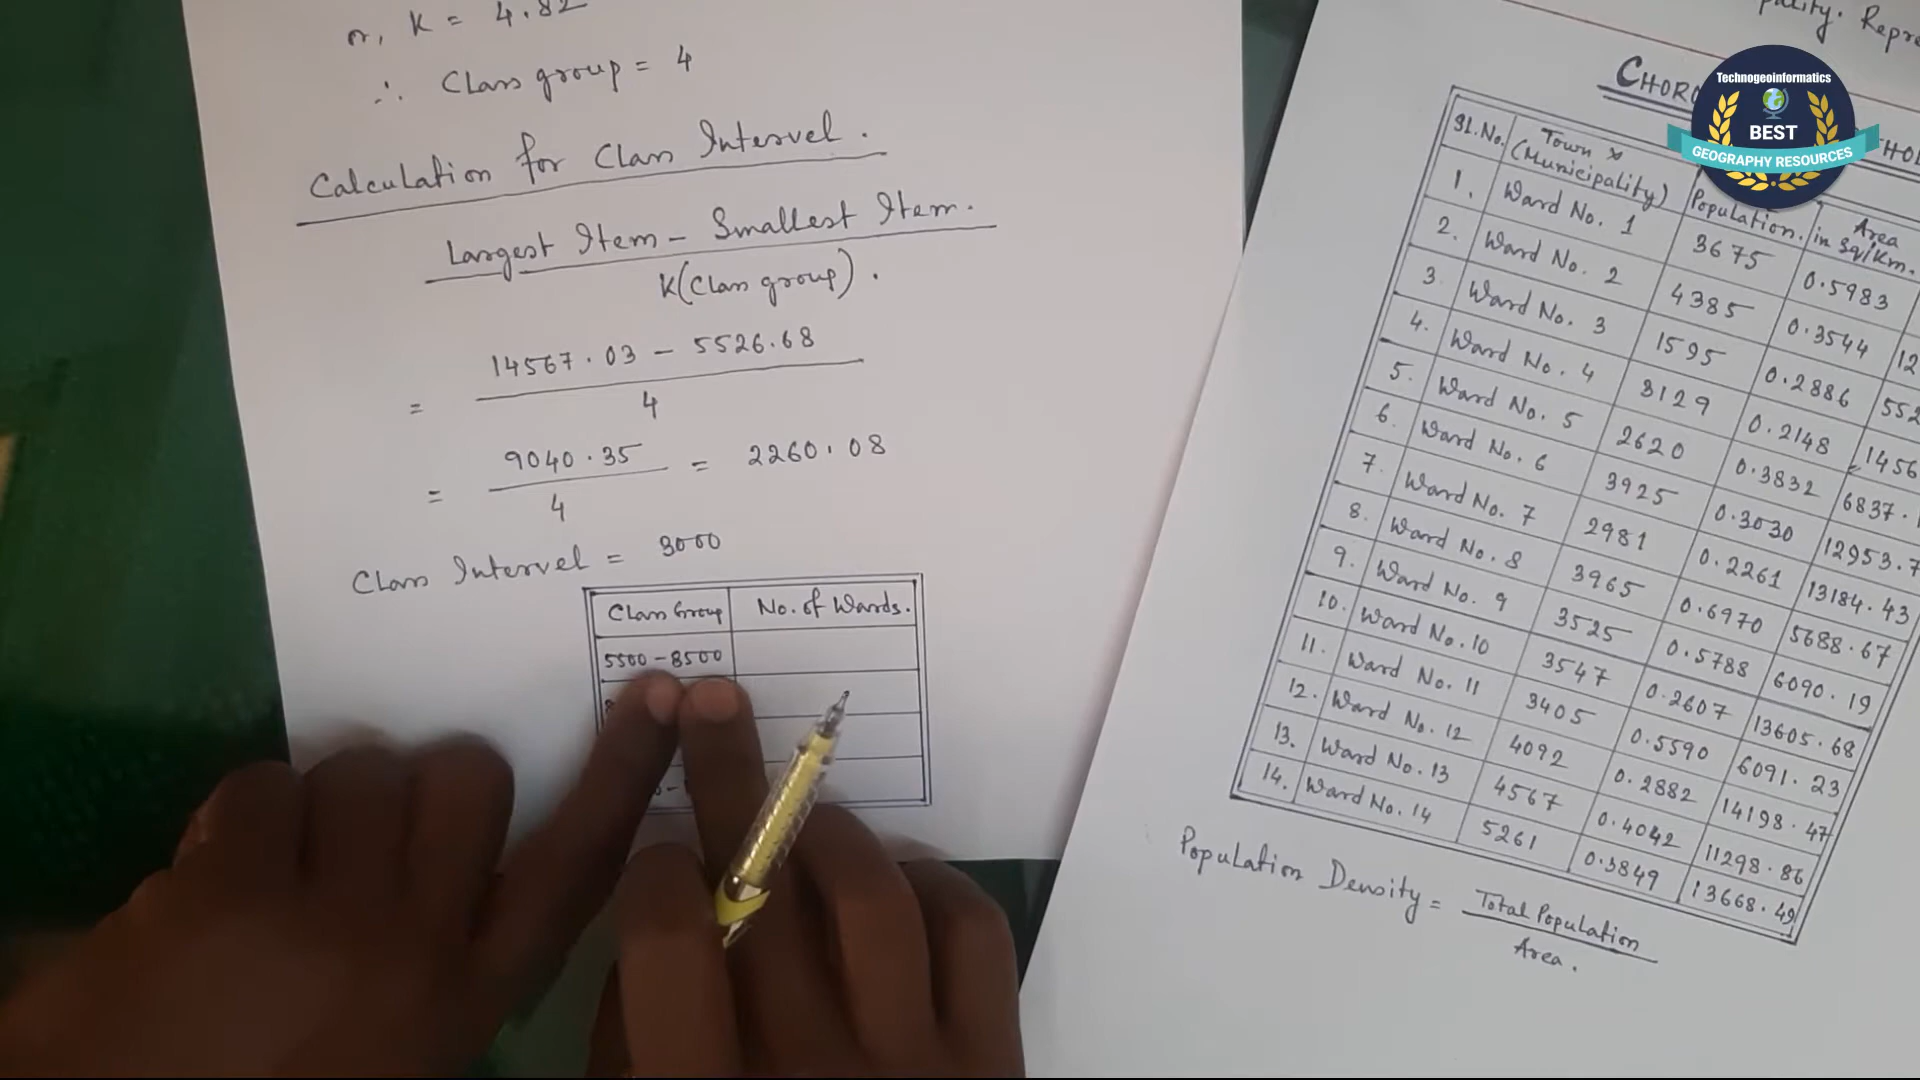 or, K = 4.82
∴ Class group = 4
Calculation for Class Intervel.
Largest Item - Smallest Item.
K(Class group).
= 14567.03 - 5526.68
4
= 9040.35 = 2260.08
4
Class Intervel = 3000
Class Group No. of Wards.
5500-8500
Technogeoinformatics
BEST
GEOGRAPHY RESOURCES
Sl.No. Town (Municipality) Population. Area in Sq/Km.
1. Ward No. 1 3675 0.5983
2. Ward No. 2 4385 0.3544 12
3. Ward No. 3 1595 0.2886 552
4. Ward No. 4 3129 0.2148 1456
5. Ward No. 5 2620 0.3832 6837.
6. Ward No. 6 3925 0.3030 12953.7
7. Ward No. 7 2981 0.2261 13184.43
8. Ward No. 8 3965 0.6970 5688.67
9. Ward No. 9 3525 0.5788 6090.19
10. Ward No. 10 3547 0.2607 13605.68
11. Ward No. 11 3405 0.5590 6091.23
12. Ward No. 12 4092 0.2882 14198.47
13. Ward No. 13 4567 0.4042 11298.86
14. Ward No. 14 5261 0.3849 13668.49
Population Density = Total Population
Area.